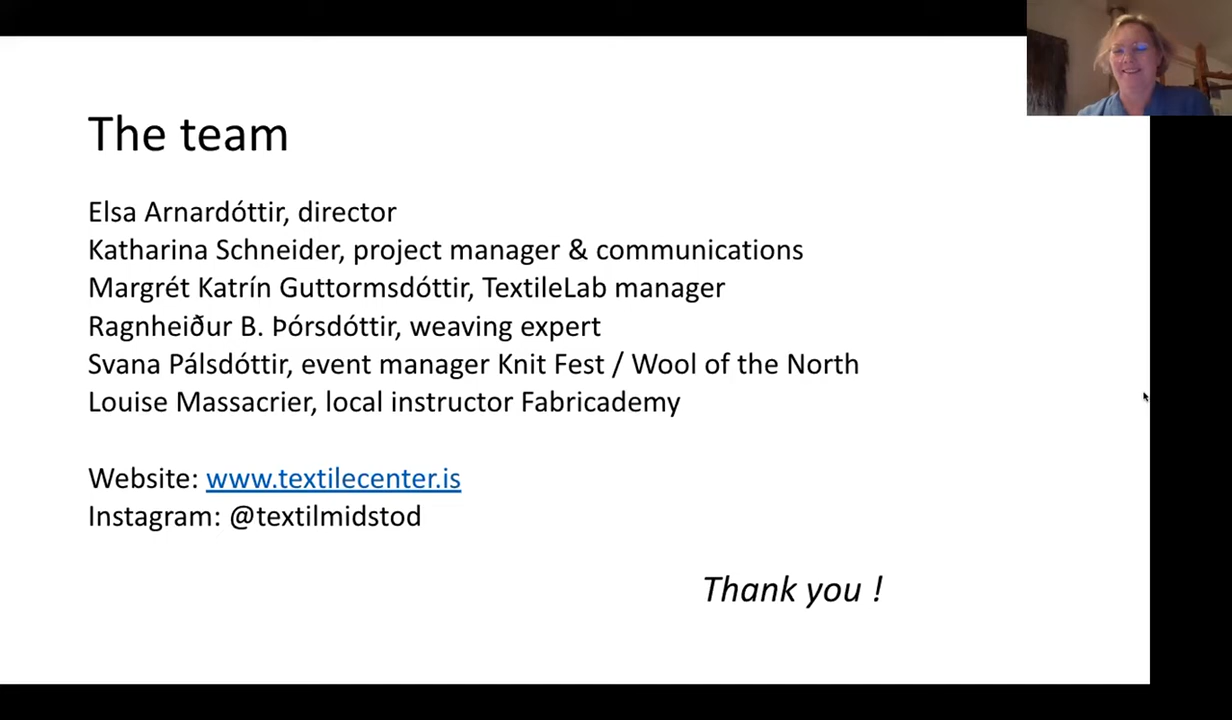 The team
Elsa Arnardóttir, director
Katharina Schneider, project manager & communications
Margrét Katrín Guttormsdóttir, TextileLab manager
Ragnheiður B. Þórsdóttir, weaving expert
Svana Pálsdóttir, event manager Knit Fest / Wool of the North
Louise Massacrier, local instructor Fabricademy
Website: www.textilecenter.is
Instagram: @textilmidstod
Thank you !